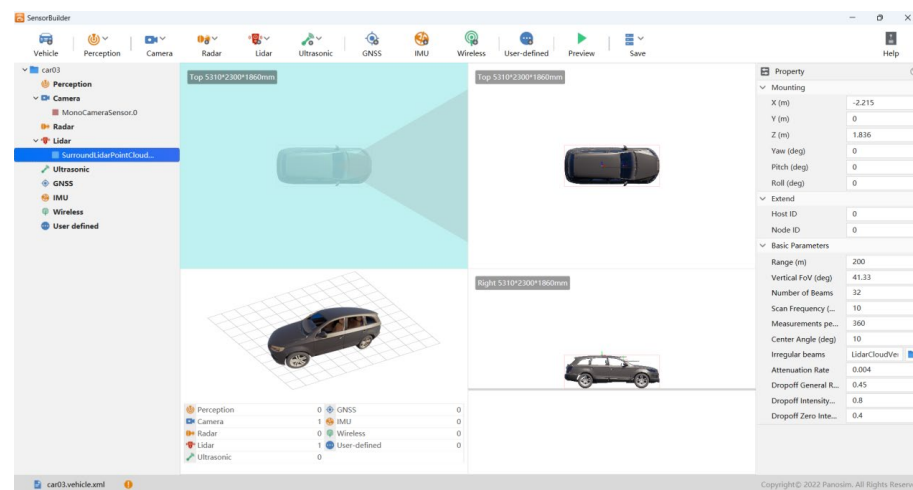 SensorBuilder
Vehicle Perception Camera Radar Lidar Ultrasonic GNSS IMU Wireless User-defined Preview Save Help
car03
Perception
Camera
MonoCameraSensor.0
Radar
Lidar
SurroundLidarPointCloud...
Ultrasonic
GNSS
IMU
Wireless
User defined
Top 5310*2300*1860mm
Top 5310*2300*1860mm
Right 5310*2300*1860mm
Perception 0 GNSS 0
Camera 1 IMU 0
Radar 0 Wireless 0
Lidar 1 User-defined 0
Ultrasonic 0
Property
Mounting
X (m) -2.215
Y (m) 0
Z (m) 1.836
Yaw (deg) 0
Pitch (deg) 0
Roll (deg) 0
Extend
Host ID 0
Node ID 0
Basic Parameters
Range (m) 200
Vertical FoV (deg) 41.33
Number of Beams 32
Scan Frequency (... 10
Measurements pe... 360
Center Angle (deg) 10
Irregular beams LidarCloudVe
Attenuation Rate 0.004
Dropoff General R... 0.45
Dropoff Intensity... 0.8
Dropoff Zero Inte... 0.4
car03.vehicle.xml
Copyright© 2022 Panosim. All Rights Reserve